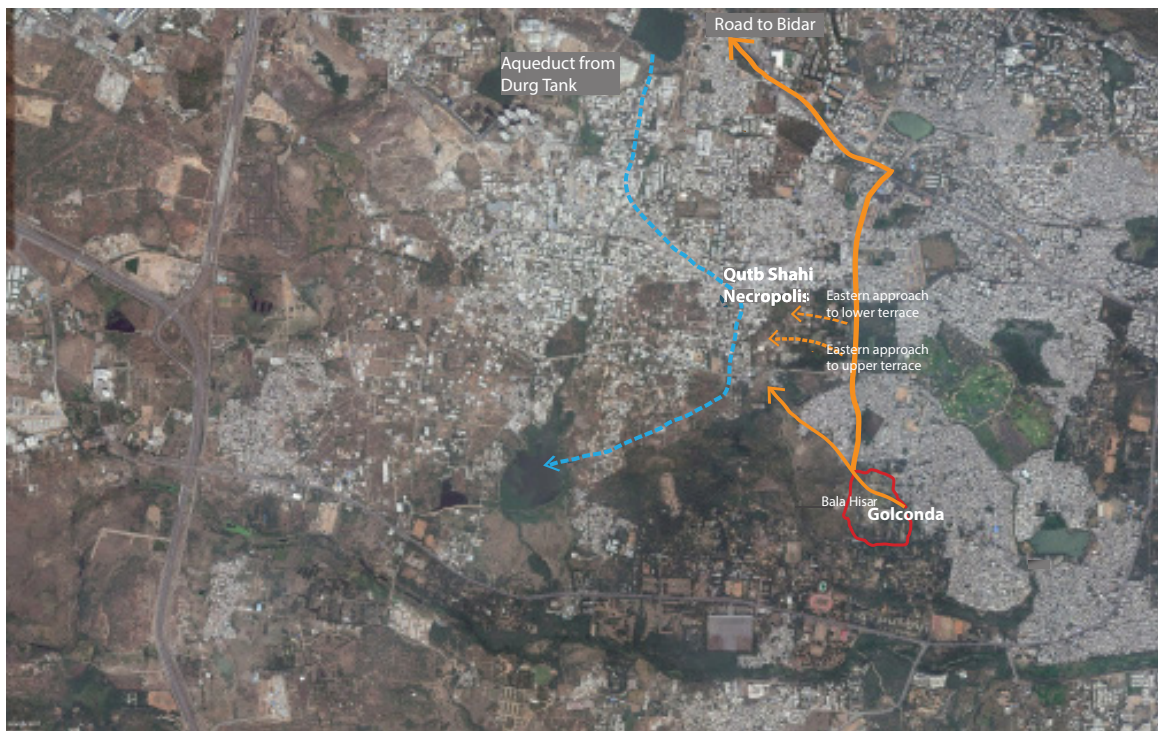 Road to Bidar
Aqueduct from
Durg Tank
Qutb Shahi
Necropolis
Eastern approach
to lower terrace
Eastern approach
to upper terrace
Bala Hisar
Golconda